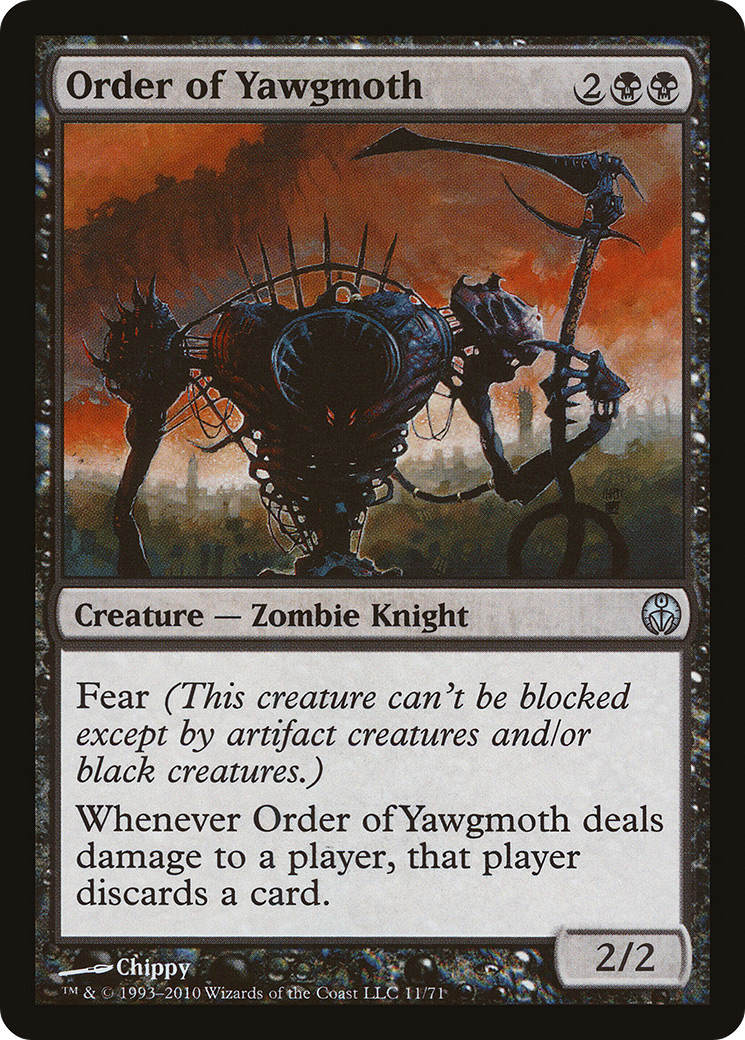 Order of Yawgmoth 2
Creature — Zombie Knight
Fear (This creature can't be blocked
except by artifact creatures and/or
black creatures.)
Whenever Order of Yawgmoth deals
damage to a player, that player
discards a card.
2/2
Chippy
™ & © 1993–2010 Wizards of the Coast LLC 11/71